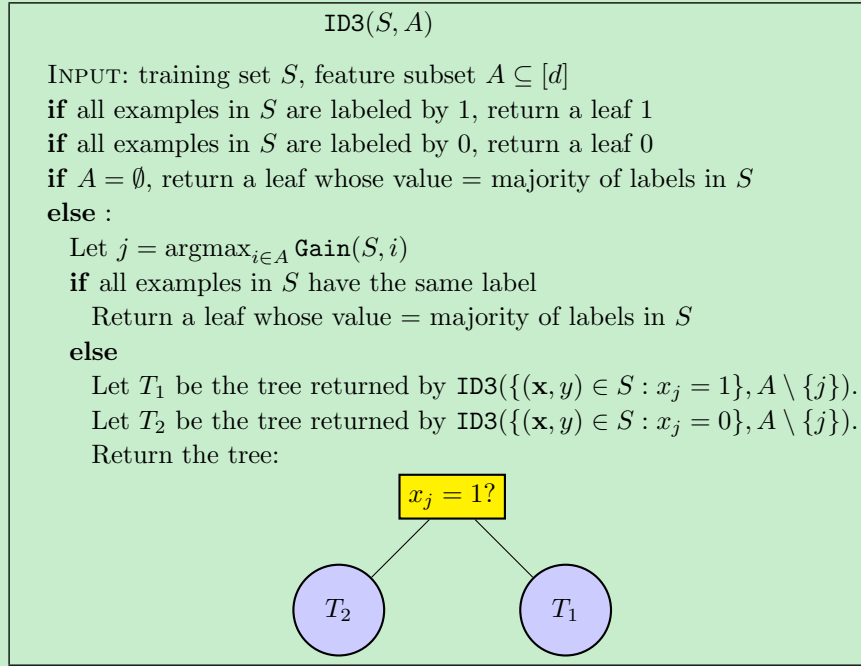 ID3(S, A)
INPUT: training set S, feature subset A ⊆ [d]
if all examples in S are labeled by 1, return a leaf 1
if all examples in S are labeled by 0, return a leaf 0
if A = ∅, return a leaf whose value = majority of labels in S
else :
Let j = argmax_{i∈A} Gain(S, i)
if all examples in S have the same label
Return a leaf whose value = majority of labels in S
else
Let T₁ be the tree returned by ID3({(x, y) ∈ S : x_j = 1}, A \ {j}).
Let T₂ be the tree returned by ID3({(x, y) ∈ S : x_j = 0}, A \ {j}).
Return the tree:
x_j = 1?
T₂ T₁